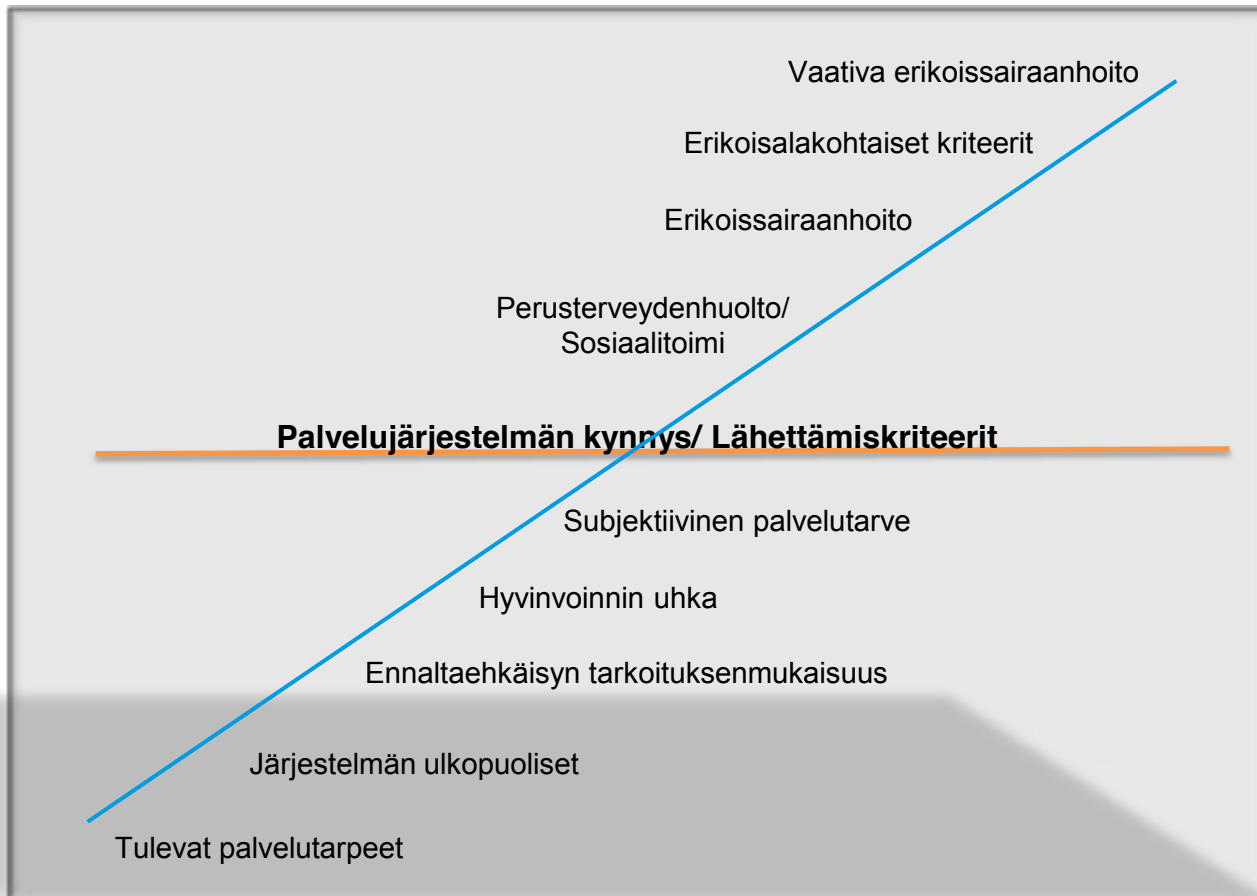 Vaativa erikoissairaanhoito
Erikoisalakohtaiset kriteerit
Erikoissairaanhoito
Perusterveydenhuolto/
Sosiaalitoimi
Palvelujärjestelmän kynnys/ Lähettämiskriteerit
Subjektiivinen palvelutarve
Hyvinvoinnin uhka
Ennaltaehkäisyn tarkoituksenmukaisuus
Järjestelmän ulkopuoliset
Tulevat palvelutarpeet